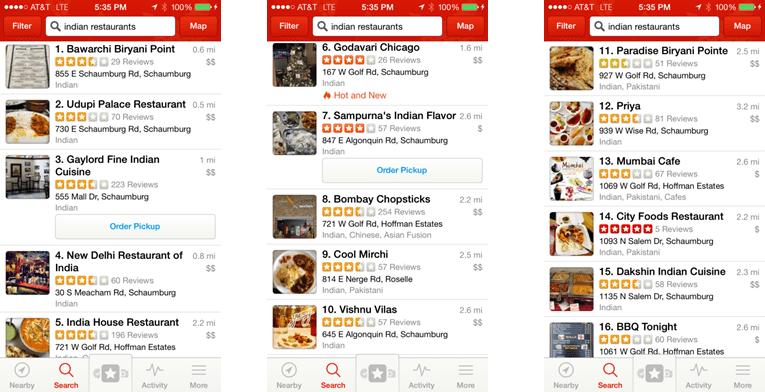 AT&T LTE 5:35 PM 100%
Filter indian restaurants Map
1. Bawarchi Biryani Point 0.6 mi
29 Reviews $$
855 E Schaumburg Rd, Schaumburg
Indian
2. Udupi Palace Restaurant 0.5 mi
70 Reviews $$
730 E Schaumburg Rd, Schaumburg
Indian
3. Gaylord Fine Indian 1 mi
Cuisine $$
223 Reviews
555 Mall Dr, Schaumburg
Indian
Order Pickup
4. New Delhi Restaurant of 0.8 mi
India $$
60 Reviews
30 S Meacham Rd, Schaumburg
Indian
5. India House Restaurant 2.2 mi
196 Reviews $$
721 W Golf Rd, Hoffman Estates
Nearby Search Activity More
AT&T LTE 5:35 PM 100%
Filter indian restaurants Map
6. Godavari Chicago 1.6 mi
26 Reviews $$
167 W Golf Rd, Schaumburg
Indian
Hot and New
7. Sampurna's Indian Flavor 2.6 mi
57 Reviews $
847 E Algonquin Rd, Schaumburg
Indian
Order Pickup
8. Bombay Chopsticks 2.2 mi
254 Reviews $$
721 W Golf Rd, Hoffman Estates
Indian, Chinese, Asian Fusion
9. Cool Mirchi 2.5 mi
57 Reviews $$
814 E Nerge Rd, Roselle
Indian, Pakistani
10. Vishnu Vilas 2.6 mi
57 Reviews $$
645 E Algonquin Rd, Schaumburg
Indian
Nearby Search Activity More
AT&T LTE 5:35 PM 100%
Filter indian restaurants Map
11. Paradise Biryani Pointe 2.5 mi
51 Reviews $$
927 W Golf Rd, Schaumburg
Indian, Pakistani
12. Priya 3.2 mi
81 Reviews $$
939 W Wise Rd, Schaumburg
Indian
13. Mumbai Cafe 2.6 mi
67 Reviews $
1069 W Golf Rd, Hoffman Estates
Indian, Pakistani, Cafes
14. City Foods Restaurant 2.2 mi
5 Reviews $
1093 N Salem Dr, Schaumburg
Indian
15. Dakshin Indian Cuisine 2.3 mi
58 Reviews $$
1135 N Salem Dr, Schaumburg
Indian
16. BBQ Tonight 2.6 mi
60 Reviews $$
1061 W Golf Rd, Hoffman Estates
Nearby Search Activity More